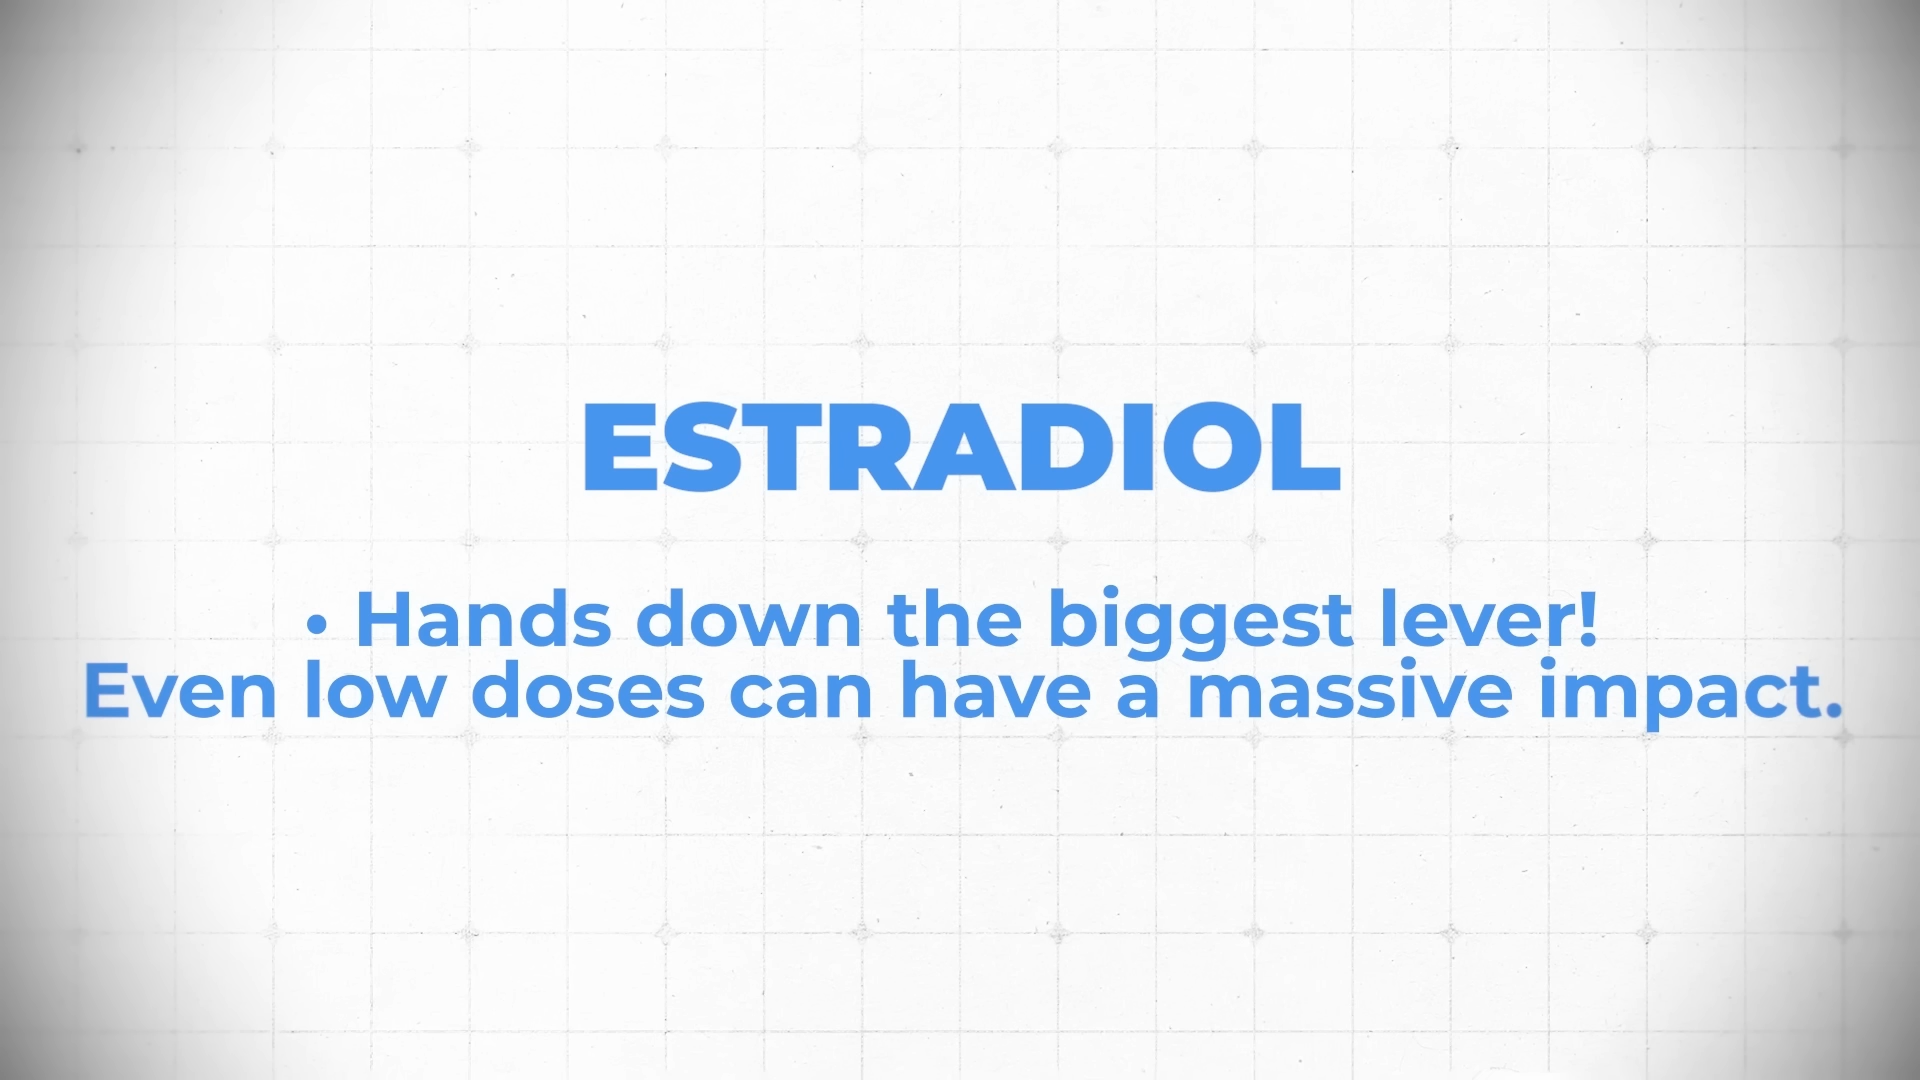 ESTRADIOL
• Hands down the biggest lever!
Even low doses can have a massive impact.